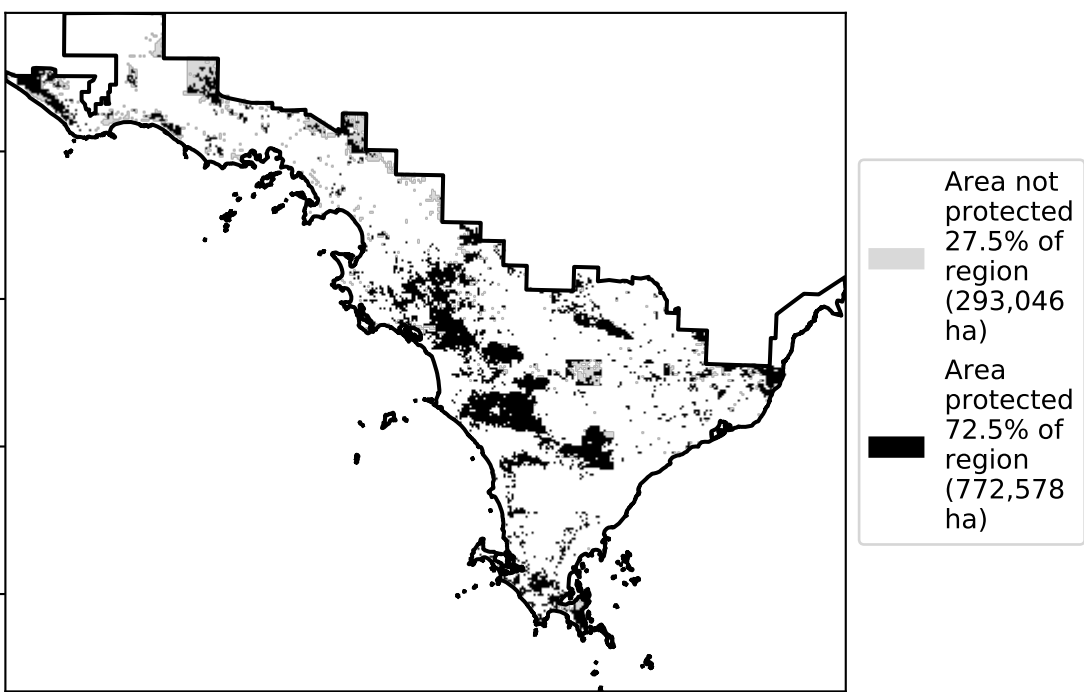 Area not
protected
27.5% of
region
(293,046
ha)
Area
protected
72.5% of
region
(772,578
ha)